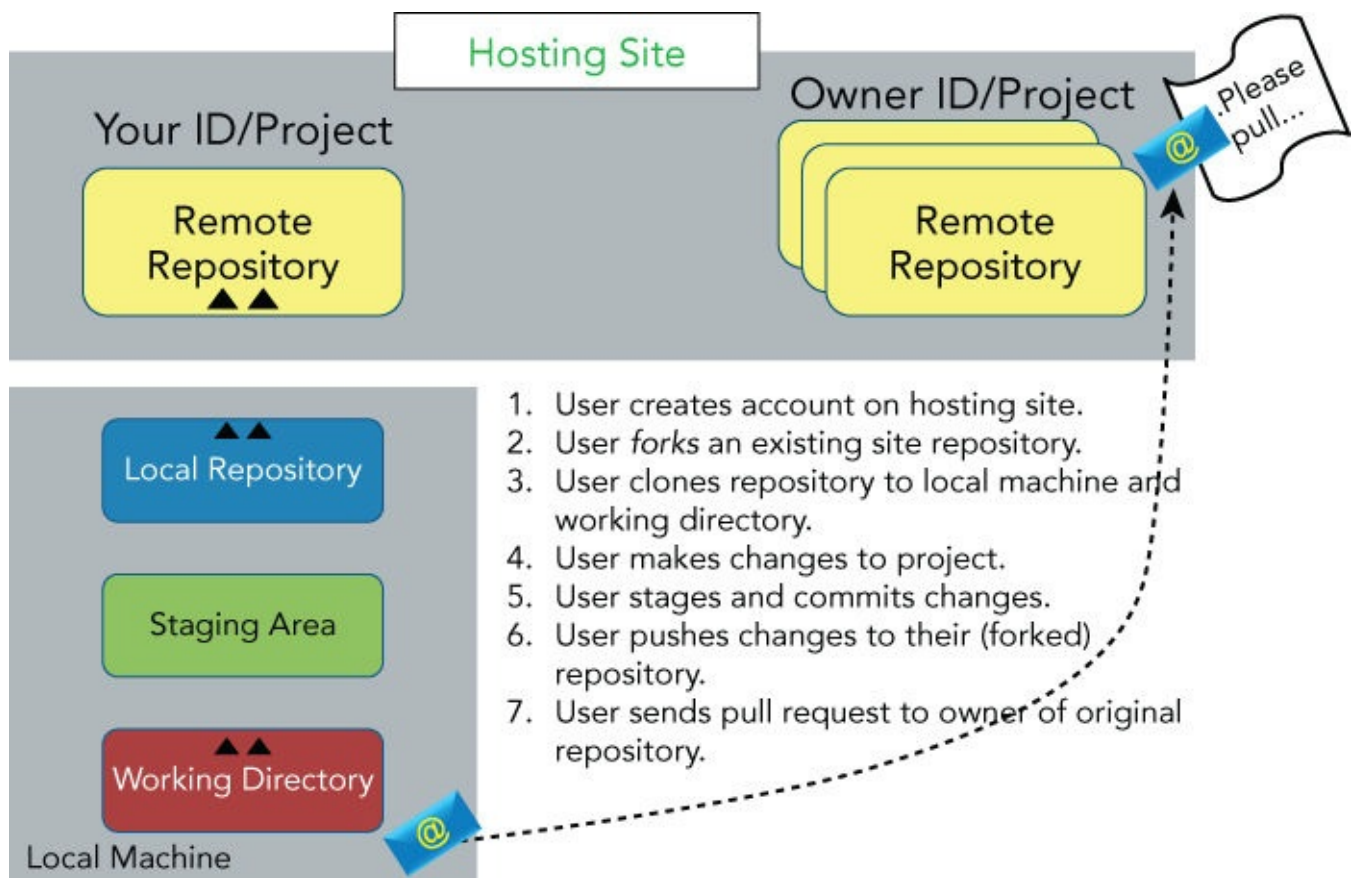 Hosting Site
Your ID/Project
Remote
Repository
Owner ID/Project
Remote
Repository
@
.Please
pull...
Local Repository
Staging Area
Working Directory
@
Local Machine
1. User creates account on hosting site.
2. User forks an existing site repository.
3. User clones repository to local machine and
working directory.
4. User makes changes to project.
5. User stages and commits changes.
6. User pushes changes to their (forked)
repository.
7. User sends pull request to owner of original
repository.